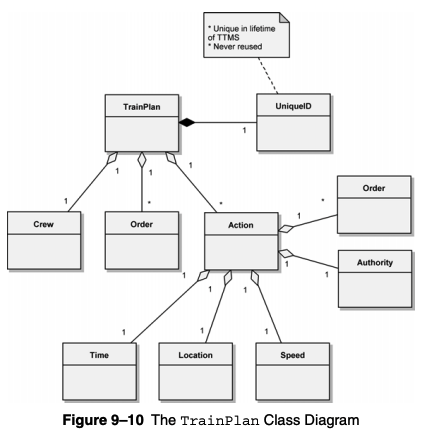 * Unique in lifetime
of TTMS
* Never reused
TrainPlan
UniqueID
1
1
1
1
1
*
*
Crew
Order
Action
Order
1
*
Authority
1
1
1
1
1
1
1
1
Time
Location
Speed
Figure 9–10 The TrainPlan Class Diagram